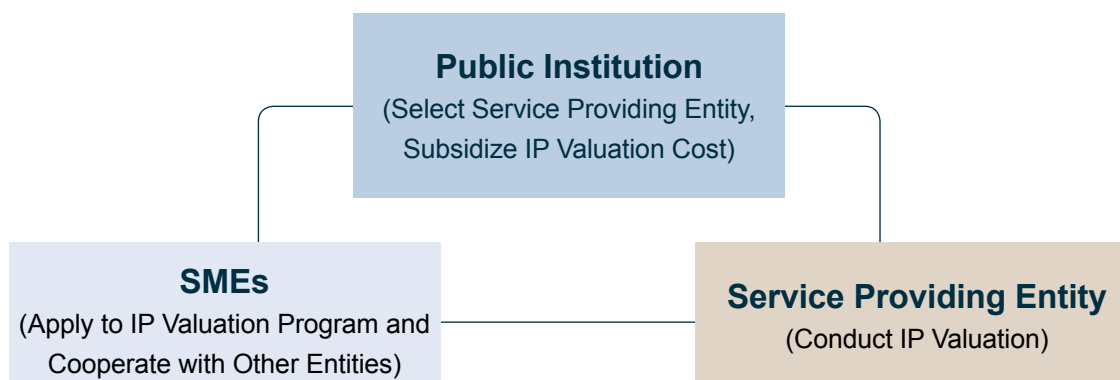 Public Institution
(Select Service Providing Entity,
Subsidize IP Valuation Cost)
SMEs
(Apply to IP Valuation Program and
Cooperate with Other Entities)
Service Providing Entity
(Conduct IP Valuation)